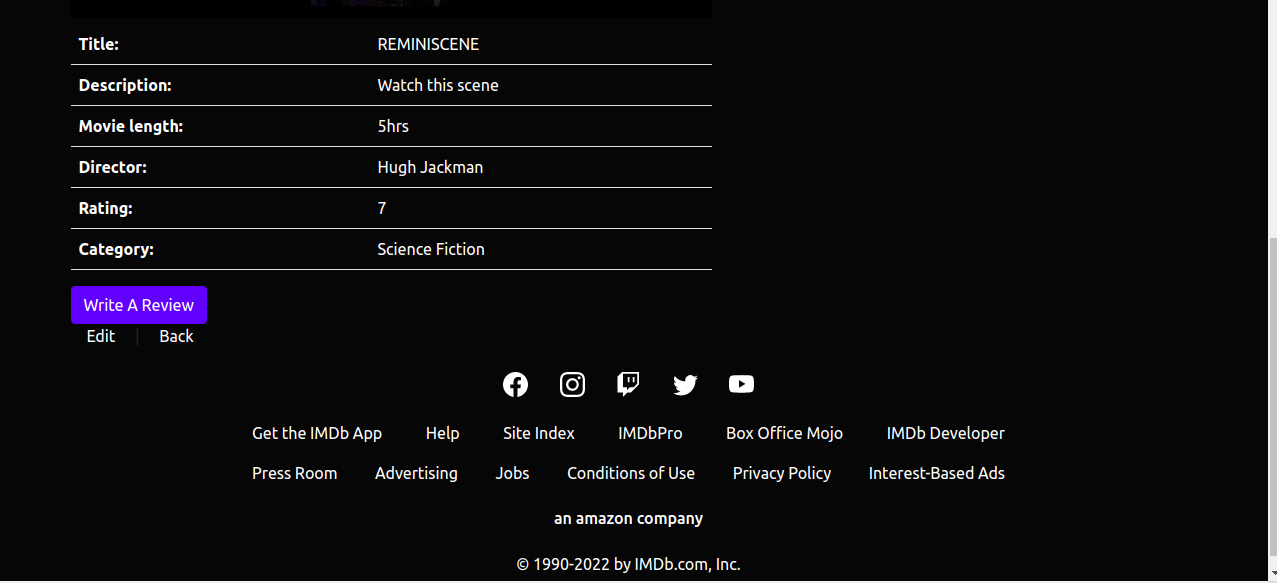 Title: REMINISCENE
Description: Watch this scene
Movie length: 5hrs
Director: Hugh Jackman
Rating: 7
Category: Science Fiction
Write A Review
Edit | Back
Get the IMDb App Help Site Index IMDbPro Box Office Mojo IMDb Developer
Press Room Advertising Jobs Conditions of Use Privacy Policy Interest-Based Ads
an amazon company
© 1990-2022 by IMDb.com, Inc.